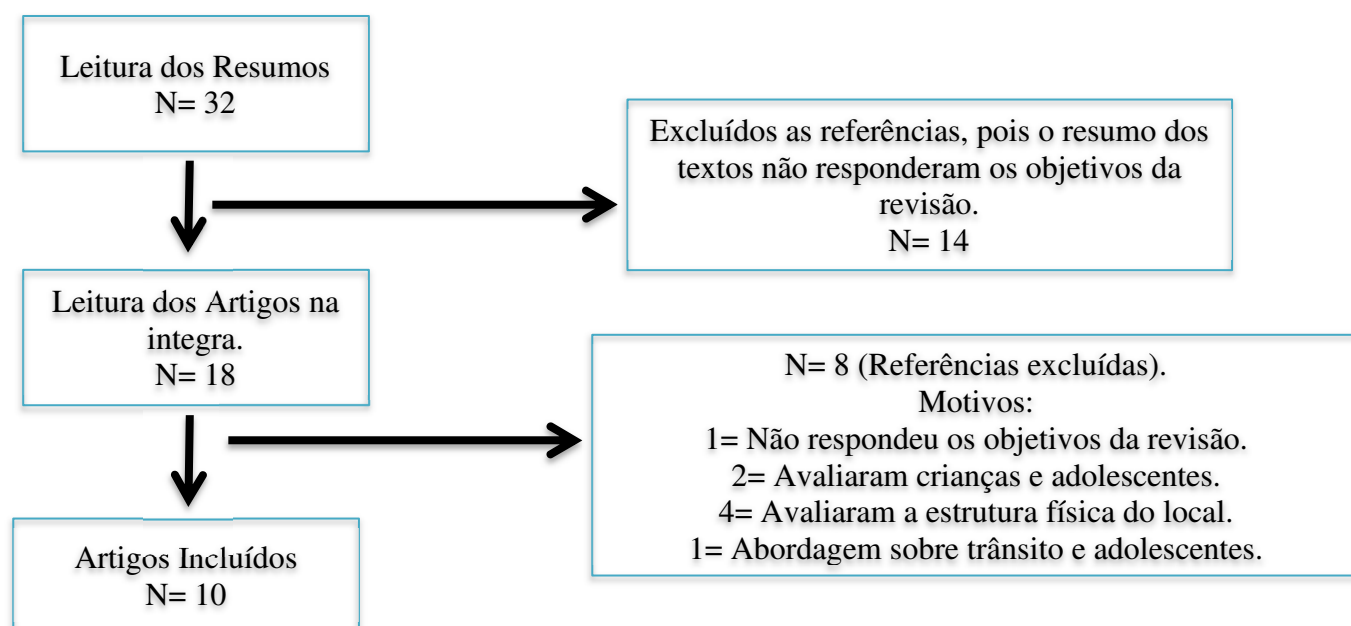 Leitura dos Resumos
N= 32
Excluídos as referências, pois o resumo dos
textos não responderam os objetivos da
revisão.
N= 14
Leitura dos Artigos na
integra.
N= 18
N= 8 (Referências excluídas).
Motivos:
1= Não respondeu os objetivos da revisão.
2= Avaliaram crianças e adolescentes.
4= Avaliaram a estrutura física do local.
1= Abordagem sobre trânsito e adolescentes.
Artigos Incluídos
N= 10